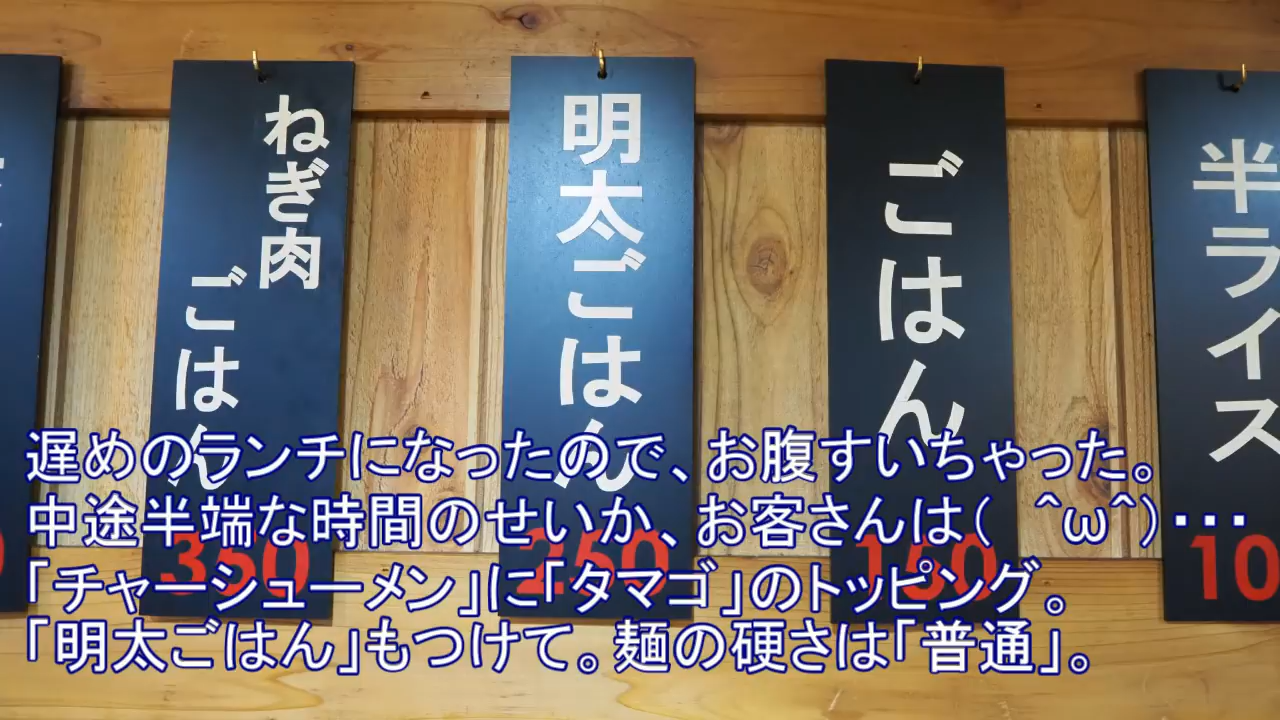 ねぎ肉
ごはん
350
明太ごはん
250
ごはん
150
半ライス
遅めのランチになったので、お腹すいちゃった。
中途半端な時間のせいか、お客さんは( ^ω^)・・・
「チャーシューメン」に「タマゴ」のトッピング。
「明太ごはん」もつけて。麺の硬さは「普通」。